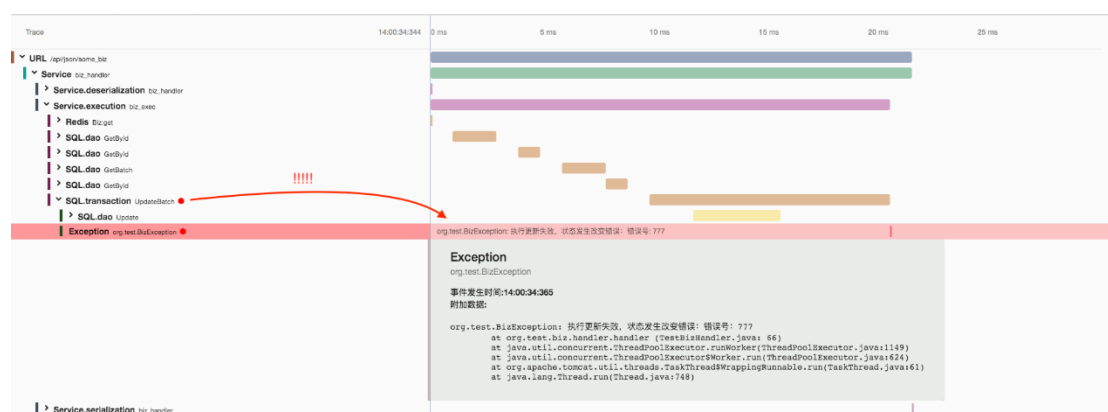 Trace 14:00:34:344 0 ms 5 ms 10 ms 15 ms 20 ms 25 ms
URL /api/json/some_biz
Service biz_handler
Service.deserialization biz_handler
Service.execution biz_exec
Redis Biz:get
SQL.dao GetById
SQL.dao GetById
SQL.dao GetBatch
SQL.dao GetById
!!!!!
SQL.transaction UpdateBatch
SQL.dao Update
Exception org.test.BizException org.test.BizException: 执行更新失败, 状态发生改变错误: 错误号: 777
Exception
org.test.BizException
事件发生时间:14:00:34:365
附加数据:
org.test.BizException: 执行更新失败, 状态发生改变错误: 错误号: 777
at org.test.biz.handler.handler (TestBizHandler.java: 66)
at java.util.concurrent.ThreadPoolExecutor.runWorker(ThreadPoolExecutor.java:1149)
at java.util.concurrent.ThreadPoolExecutor$Worker.run(ThreadPoolExecutor.java:624)
at org.apache.tomcat.util.threads.TaskThread$WrappingRunnable.run(TaskThread.java:61)
at java.lang.Thread.run(Thread.java:748)
Service.serialization biz_handler